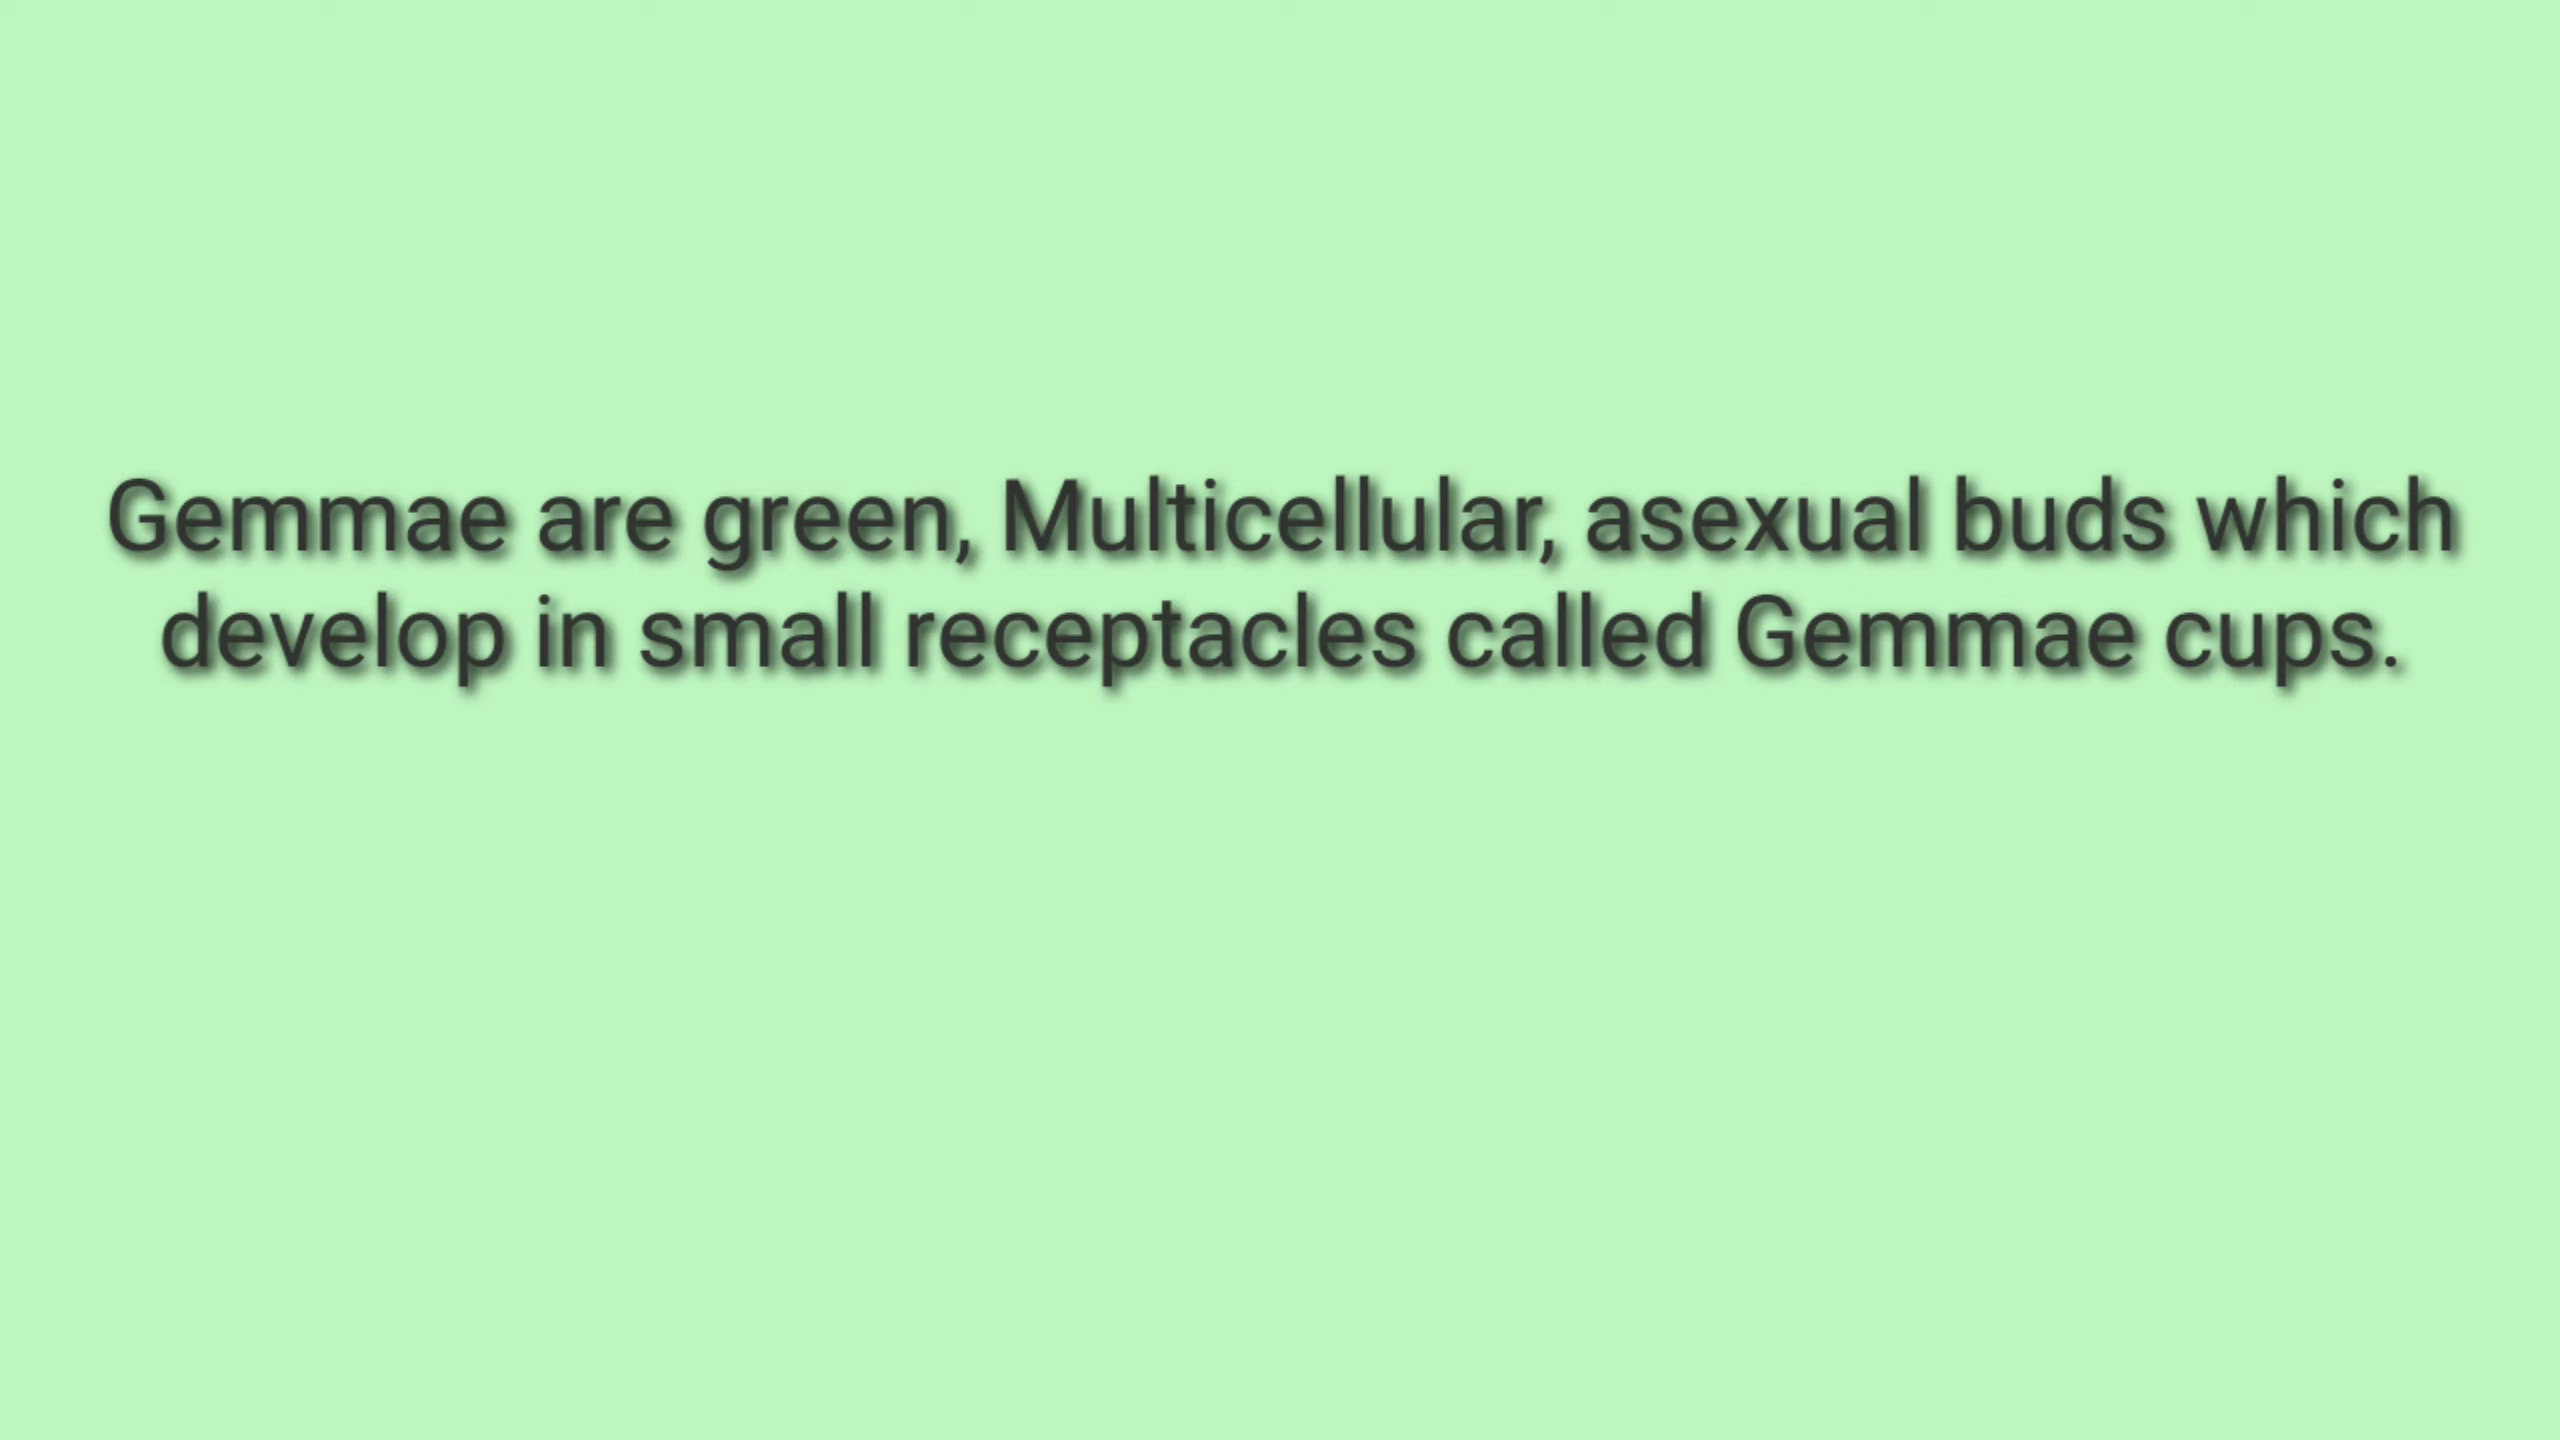 Gemmae are green, Multicellular, asexual buds which
develop in small receptacles called Gemmae cups.